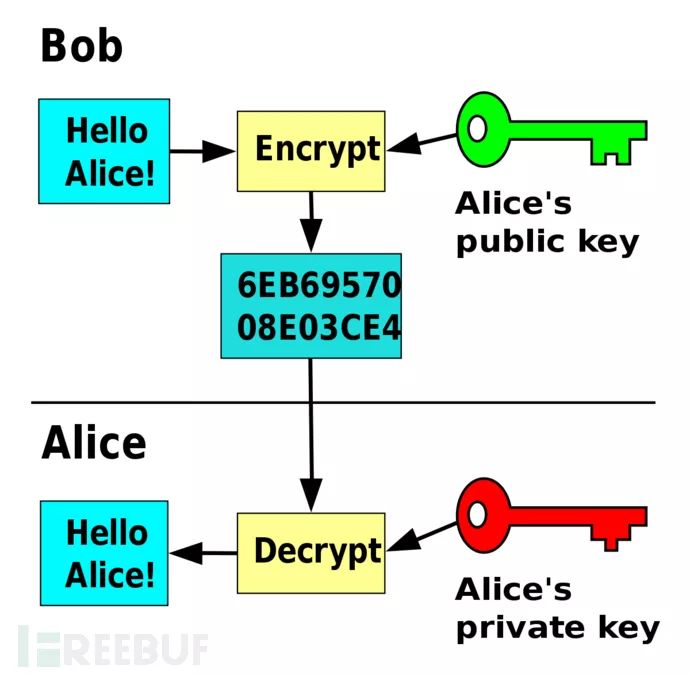 Bob
Hello
Alice!
Encrypt
Alice's
public key
6EB69570
08E03CE4
Alice
Hello
Alice!
Decrypt
Alice's
private key
FREEBUF